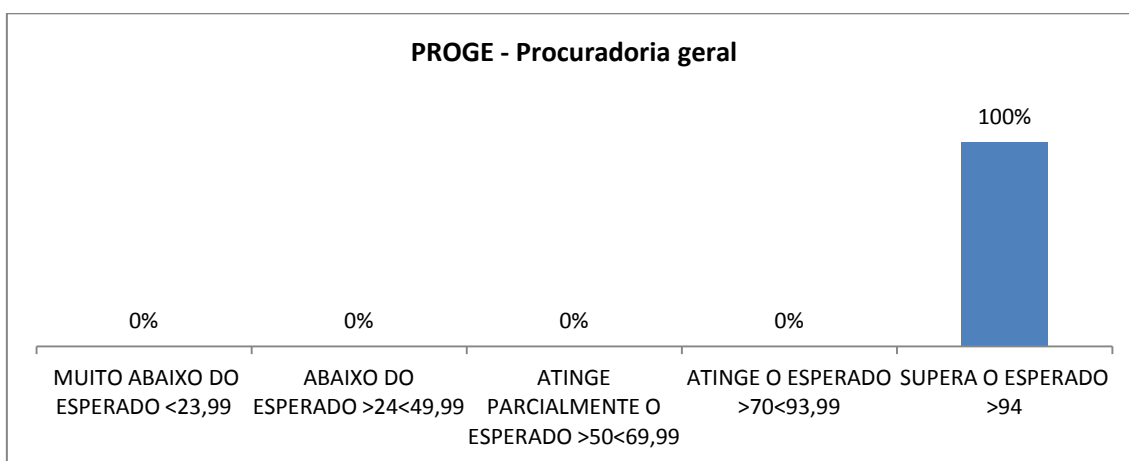 PROGE - Procuradoria geral
100%
0%
0%
0%
0%
MUITO ABAIXO DO
ESPERADO <23,99
ABAIXO DO
ESPERADO >24<49,99
ATINGE
PARCIALMENTE O
ESPERADO >50<69,99
ATINGE O ESPERADO
>70<93,99
SUPERA O ESPERADO
>94